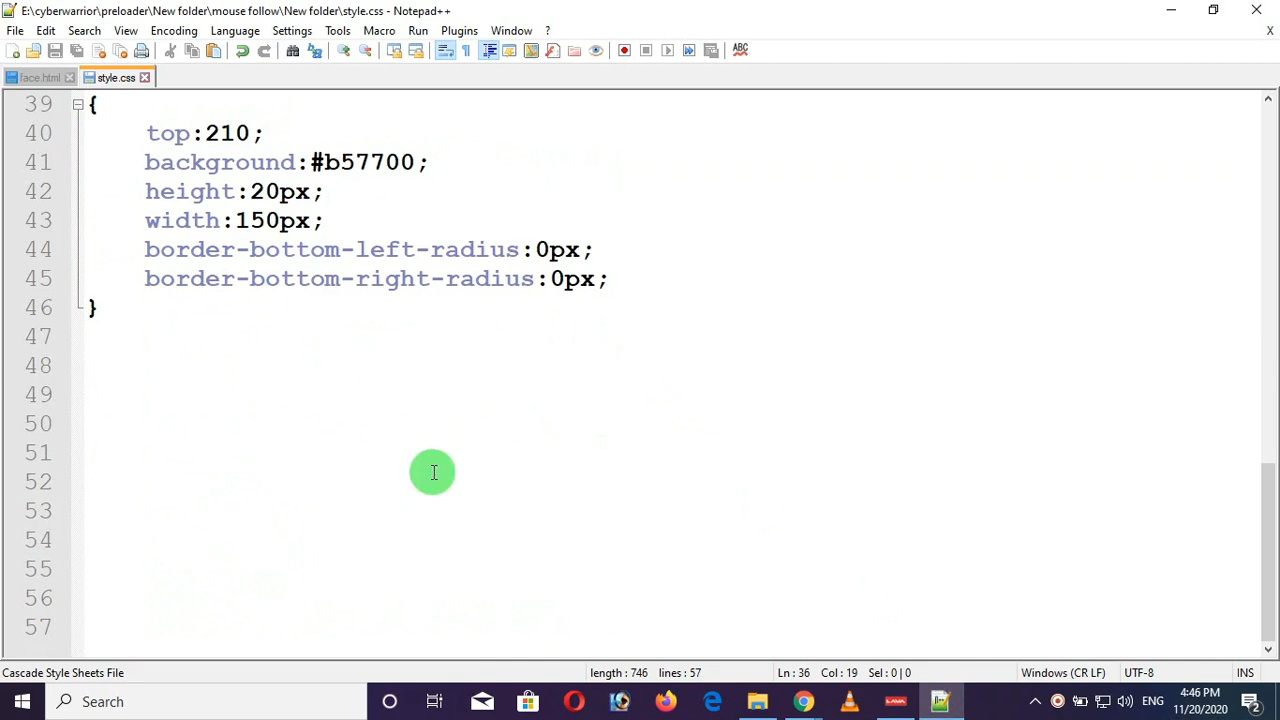 E:\cyberwarrior\preloader\New folder\mouse follow\New folder\style.css - Notepad++
File Edit Search View Encoding Language Settings Tools Macro Run Plugins Window ? X
ABC
face.html style.css
39 {
40 top:210;
41 background:#b57700;
42 height:20px;
43 width:150px;
44 border-bottom-left-radius:0px;
45 border-bottom-right-radius:0px;
46 }
47
48
49
50
51
52
53
54
55
56
57
Cascade Style Sheets File length : 746 lines : 57 Ln : 36 Col : 19 Sel : 0 | 0 Windows (CR LF) UTF-8 INS
Search LAVA ENG 4:46 PM
11/20/2020 2